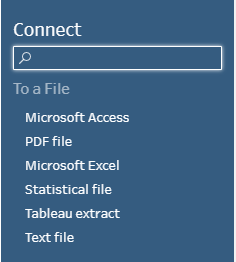 Connect
To a File
Microsoft Access
PDF file
Microsoft Excel
Statistical file
Tableau extract
Text file